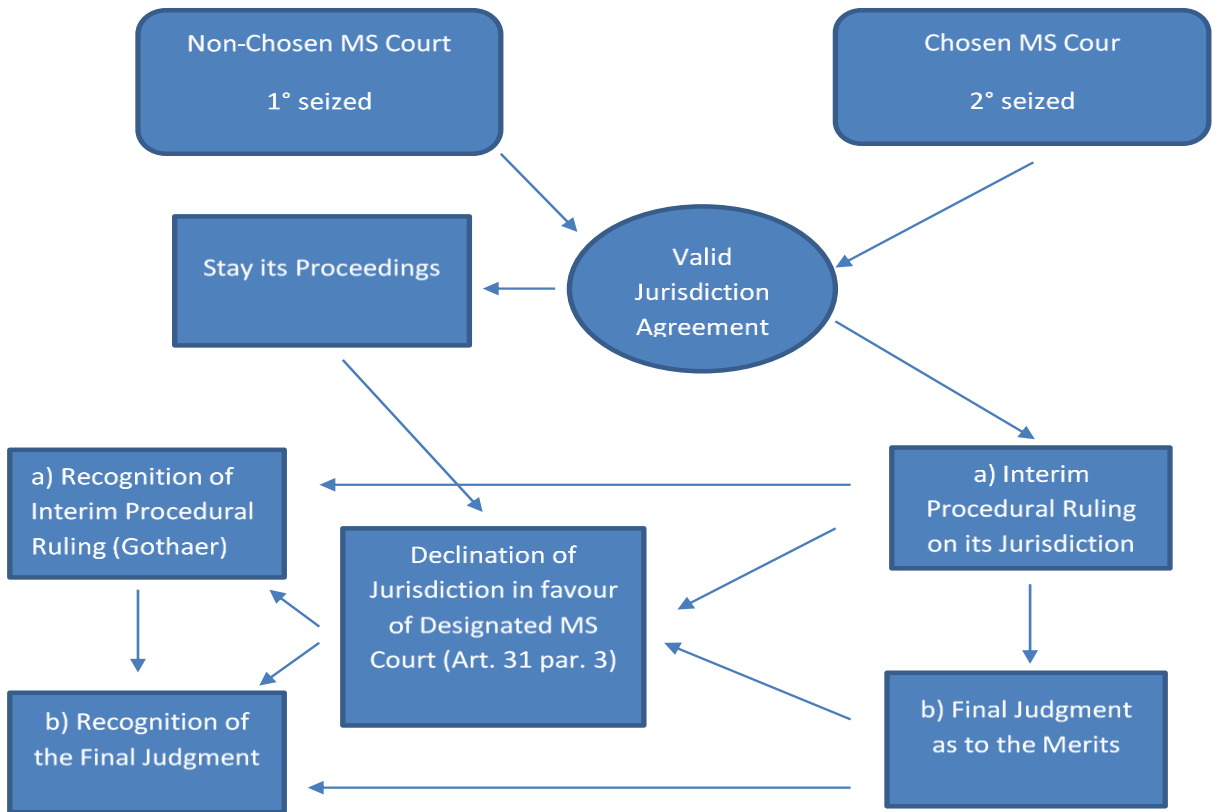 Non-Chosen MS Court
1° seized
Chosen MS Cour
2° seized
Stay its Proceedings
Valid
Jurisdiction
Agreement
a) Recognition of
Interim Procedural
Ruling (Gothaer)
Declination of
Jurisdiction in favour
of Designated MS
Court (Art. 31 par. 3)
a) Interim
Procedural Ruling
on its Jurisdiction
b) Recognition of
the Final Judgment
b) Final Judgment
as to the Merits